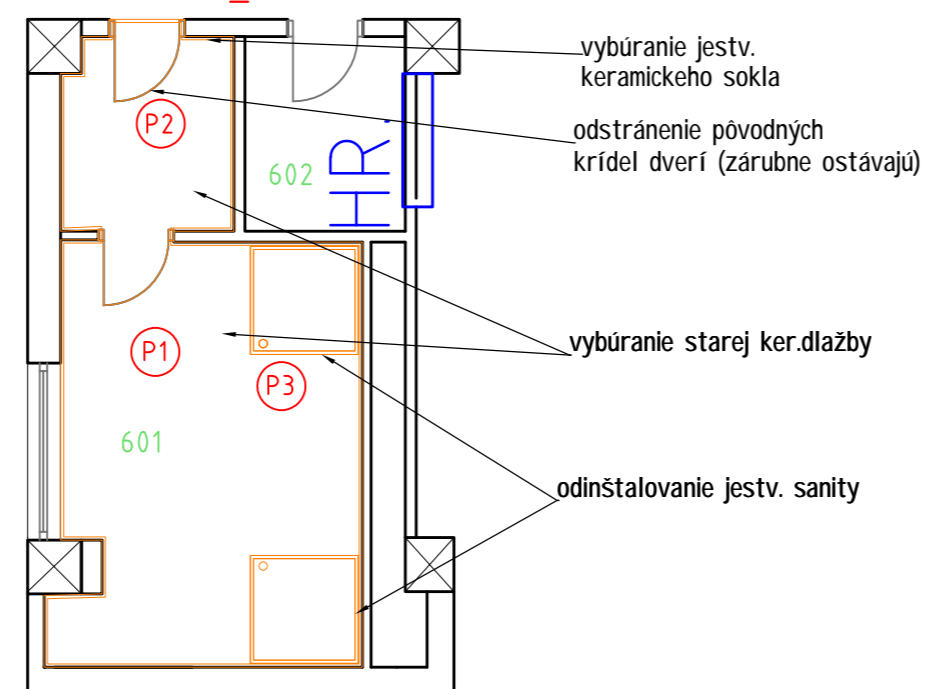 vybúranie jestv.
keramickeho sokla
P2
odstránenie pôvodných
krídel dverí (zárubne ostávajú)
602
HR.
P1
vybúranie starej ker.dlažby
P3
601
odinštalovanie jestv. sanity